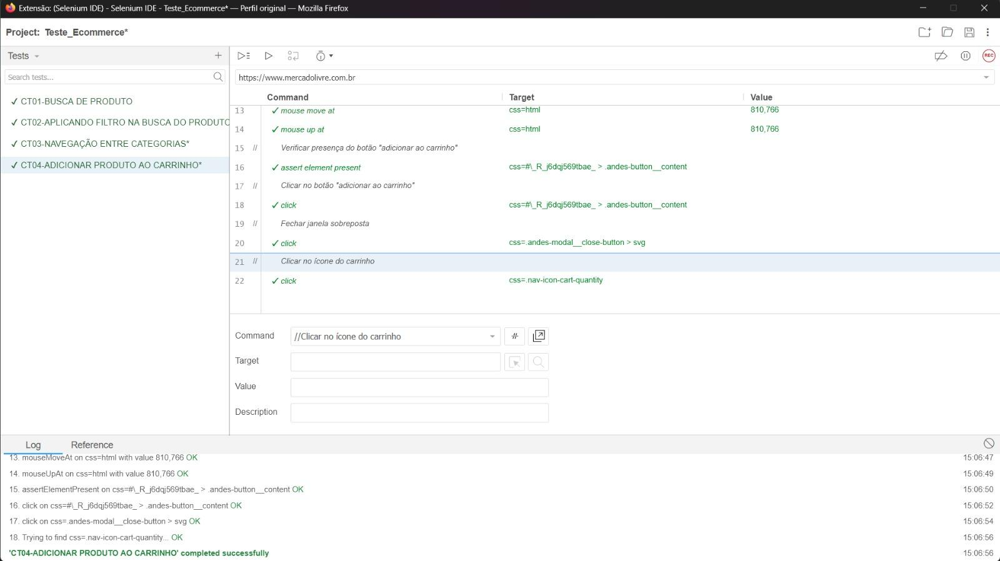 Extensão: (Selenium IDE) - Selenium IDE - Teste_Ecommerce* — Perfil original — Mozilla Firefox
Project: Teste_Ecommerce*
Tests
Search tests...
✓ CT01-BUSCA DE PRODUTO
✓ CT02-APLICANDO FILTRO NA BUSCA DO PRODUTO
✓ CT03-NAVEGAÇÃO ENTRE CATEGORIAS*
✓ CT04-ADICIONAR PRODUTO AO CARRINHO*
REC
https://www.mercadolivre.com.br
Command Target Value
13 ✓ mouse move at css=html 810,766
14 ✓ mouse up at css=html 810,766
15 // Verificar presença do botão "adicionar ao carrinho"
16 ✓ assert element present css=#\_R_j6dqj569tbae_ > .andes-button__content
17 // Clicar no botão "adicionar ao carrinho"
18 ✓ click css=#\_R_j6dqj569tbae_ > .andes-button__content
19 // Fechar janela sobreposta
20 ✓ click css=.andes-modal__close-button > svg
21 // Clicar no ícone do carrinho
22 ✓ click css=.nav-icon-cart-quantity
Command //Clicar no ícone do carrinho
Target
Value
Description
Log Reference
13. mouseMoveAt on css=html with value 810,766 OK 15:06:47
14. mouseUpAt on css=html with value 810,766 OK 15:06:49
15. assertElementPresent on css=#\_R_j6dqj569tbae_ > .andes-button__content OK 15:06:50
16. click on css=#\_R_j6dqj569tbae_ > .andes-button__content OK 15:06:52
17. click on css=.andes-modal__close-button > svg OK 15:06:54
18. Trying to find css=.nav-icon-cart-quantity... OK 15:06:56
'CT04-ADICIONAR PRODUTO AO CARRINHO' completed successfully 15:06:56